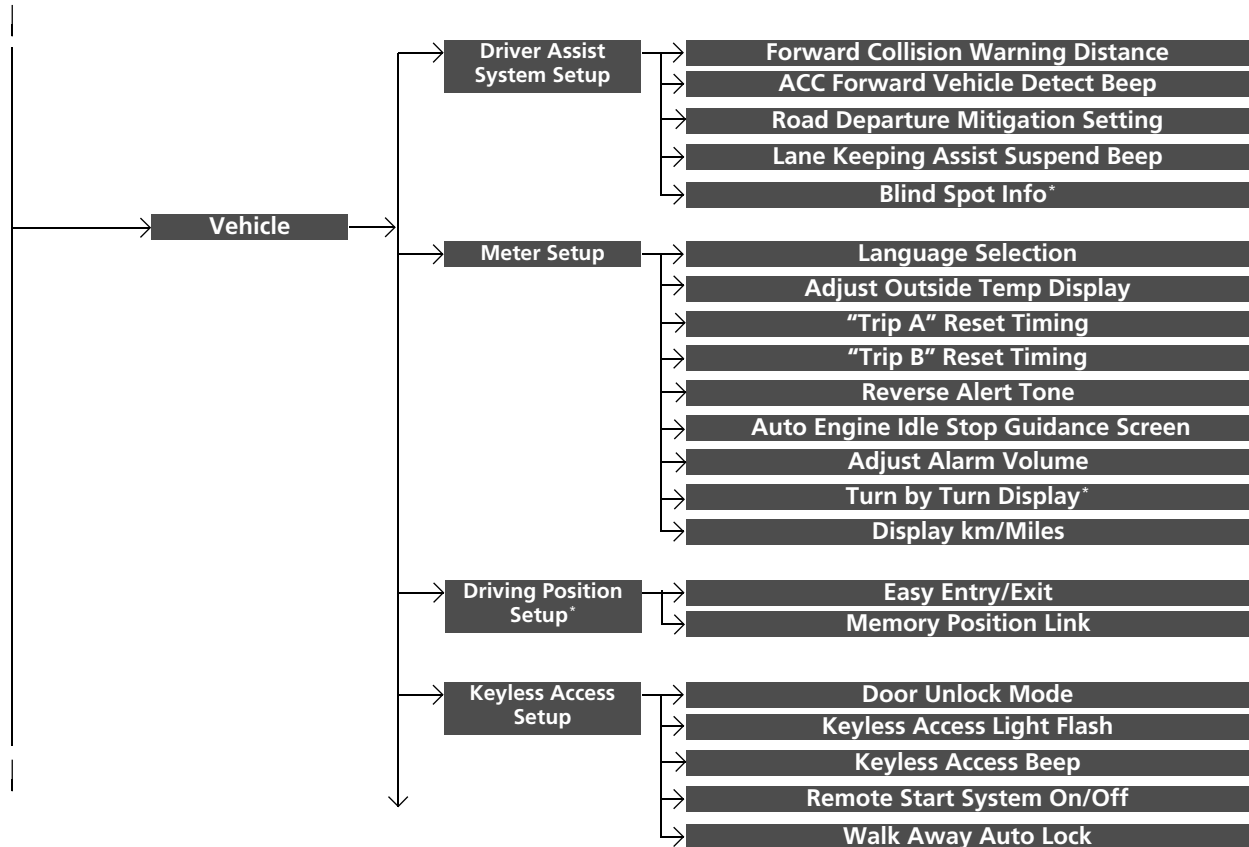 Vehicle
Driver Assist
System Setup
Forward Collision Warning Distance
ACC Forward Vehicle Detect Beep
Road Departure Mitigation Setting
Lane Keeping Assist Suspend Beep
Blind Spot Info*
Meter Setup
Language Selection
Adjust Outside Temp Display
“Trip A” Reset Timing
“Trip B” Reset Timing
Reverse Alert Tone
Auto Engine Idle Stop Guidance Screen
Adjust Alarm Volume
Turn by Turn Display*
Display km/Miles
Driving Position
Setup*
Easy Entry/Exit
Memory Position Link
Keyless Access
Setup
Door Unlock Mode
Keyless Access Light Flash
Keyless Access Beep
Remote Start System On/Off
Walk Away Auto Lock